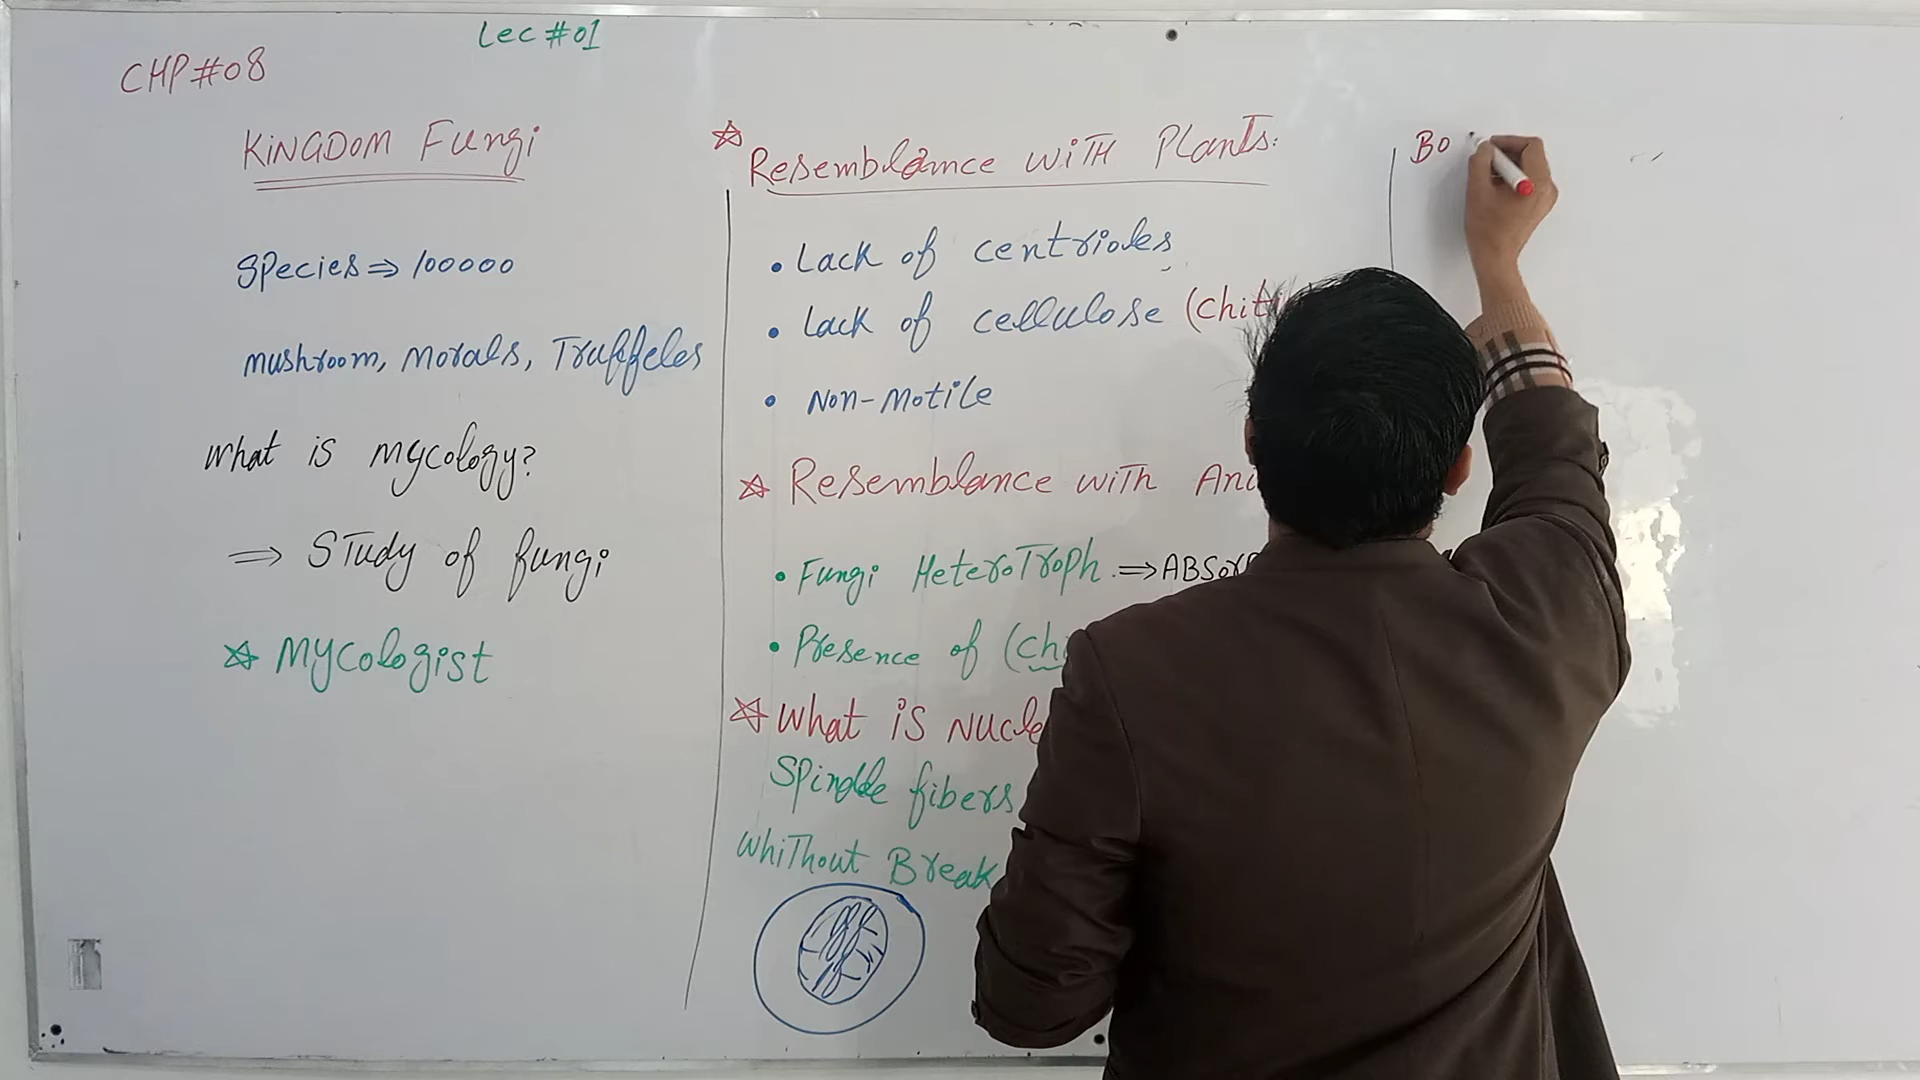 Lec #01
CHP#08
KINGDOM Fungi
Species ⇒ 100000
mushroom, Morals, Truffeles
What is mycology?
⇒ Study of fungi
☆ Mycologist
☆ Resemblance with Plants:
• Lack of centrioles
• Lack of cellulose (Chiti
• Non-Motile
☆ Resemblance with Ani
• Fungi HeteroTroph. ⇒ ABSOR
• Presence of (chi
☆ What is Nucle
Spindle fibers
WhiThout Break
Bo